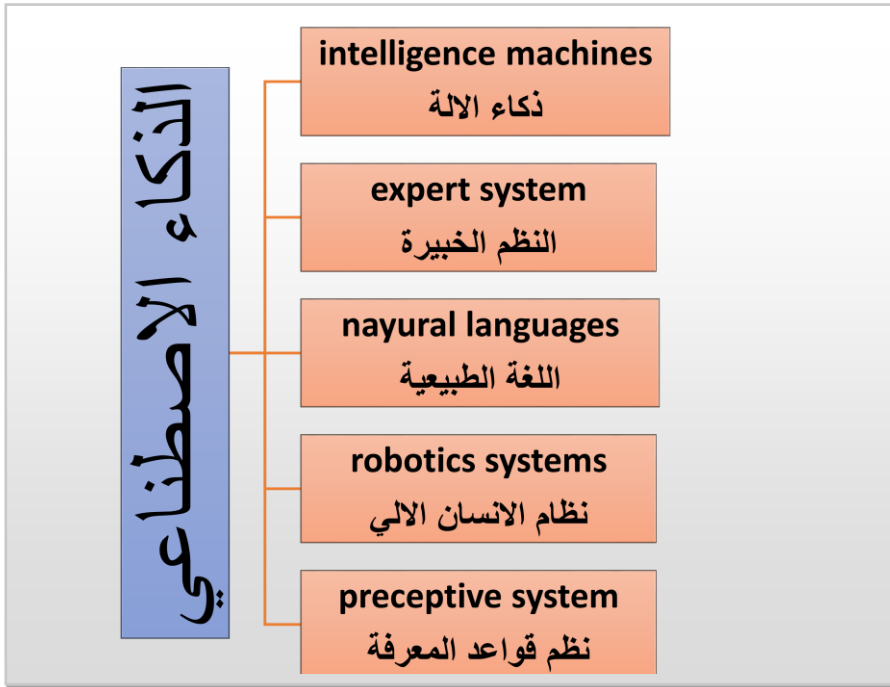 الذكاء الاصطناعي
intelligence machines
ذكاء الالة
expert system
النظم الخبيرة
nayural languages
اللغة الطبيعية
robotics systems
نظام الانسان الالي
preceptive system
نظم قواعد المعرفة